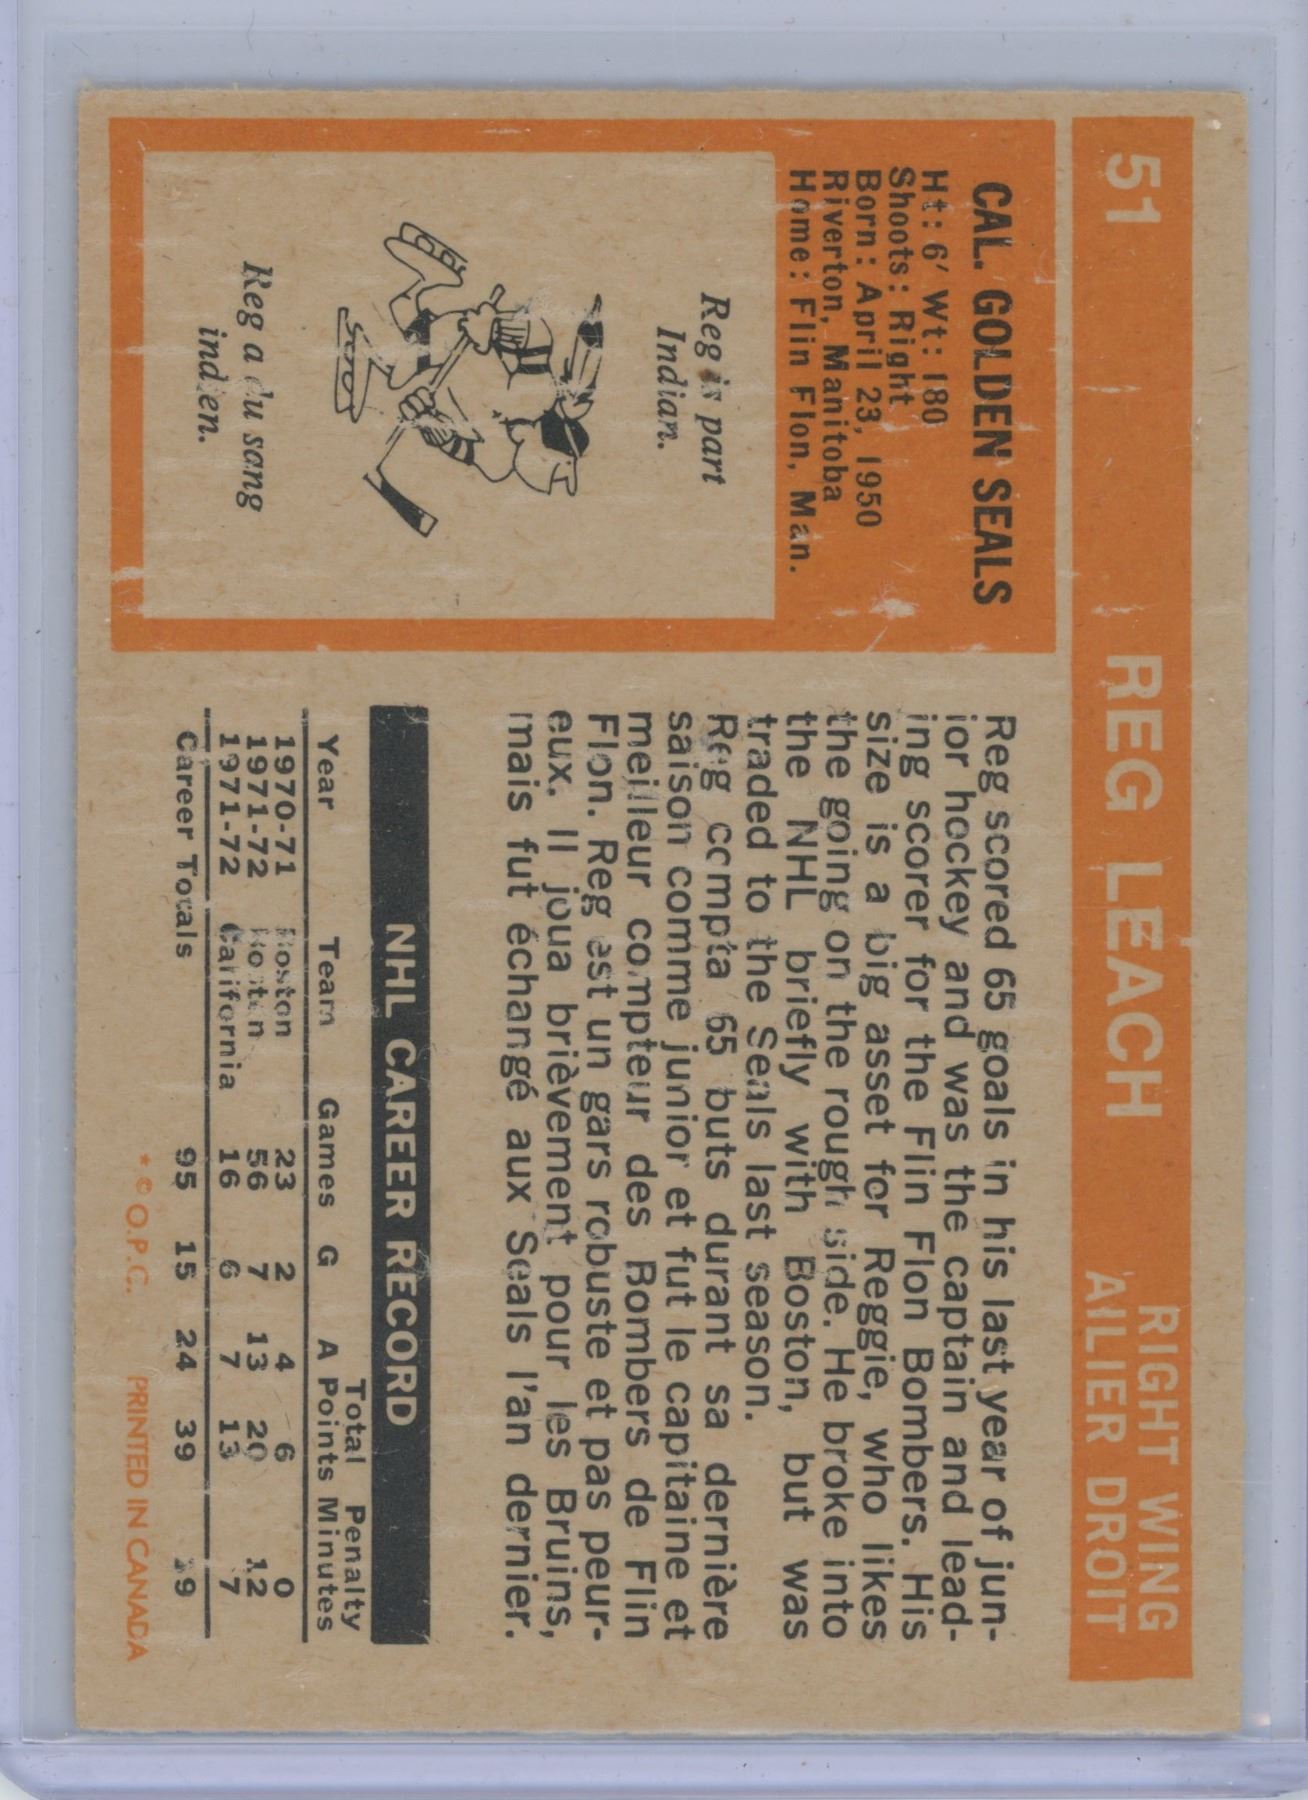 51 REG LEACH RIGHT WING
AILIER DROIT
CAL. GOLDEN SEALS
Ht: 6' Wt: 180
Shoots: Right
Born: April 23, 1950
Riverton, Manitoba
Home: Flin Flon, Man.
Reg is part
Indian.
Reg a du sang
indien.
Reg scored 65 goals in his last year of jun-
ior hockey and was the captain and lead-
ing scorer for the Flin Flon Bombers. His
size is a big asset for Reggie, who likes
the going on the rough side. He broke into
the NHL briefly with Boston, but was
traded to the Seals last season.
Reg compta 65 buts durant sa dernière
saison comme junior et fut le capitaine et
meilleur compteur des Bombers de Flin
Flon. Reg est un gars robuste et pas peur-
eux. Il joua brièvement pour les Bruins,
mais fut échangé aux Seals l'an dernier.
NHL CAREER RECORD
Total Penalty
Year Team Games G A Points Minutes
1970-71 Boston 23 2 4 6 0
1971-72 Boston 56 7 13 20 12
1971-72 California 16 6 7 13 7
Career Totals 95 15 24 39 19
* © O.P.C. PRINTED IN CANADA